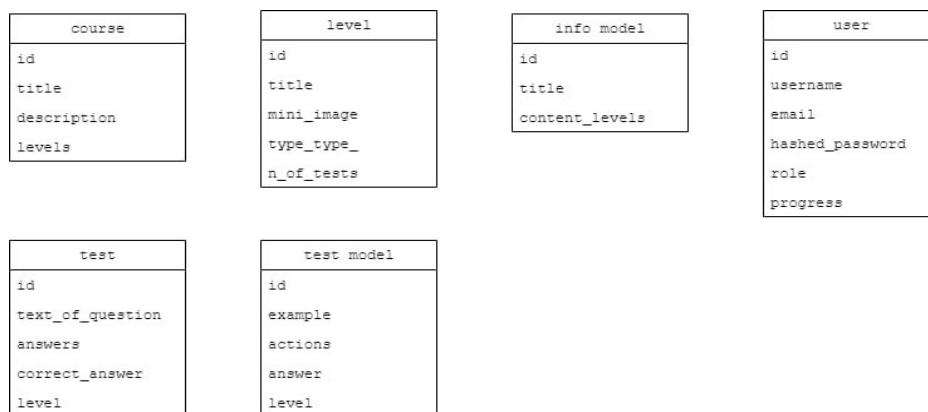 course
id
title
description
levels
level
id
title
mini_image
type_type_
n_of_tests
info model
id
title
content_levels
user
id
username
email
hashed_password
role
progress
test
id
text_of_question
answers
correct_answer
level
test model
id
example
actions
answer
level